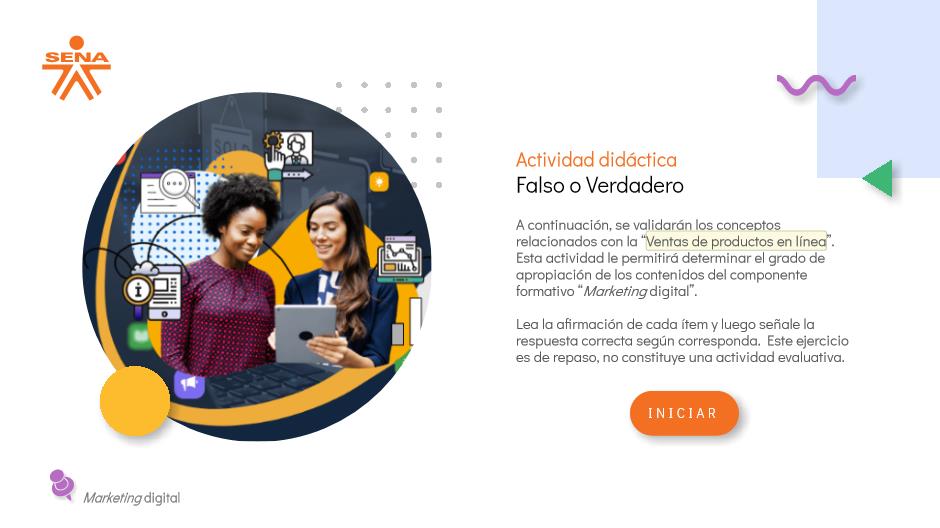 SENA
SOLD
Actividad didáctica
Falso o Verdadero
A continuación, se validarán los conceptos
relacionados con la “Ventas de productos en línea”.
Esta actividad le permitirá determinar el grado de
apropiación de los contenidos del componente
formativo “Marketing digital”.
Lea la afirmación de cada ítem y luego señale la
respuesta correcta según corresponda. Este ejercicio
es de repaso, no constituye una actividad evaluativa.
INICIAR
Marketing digital